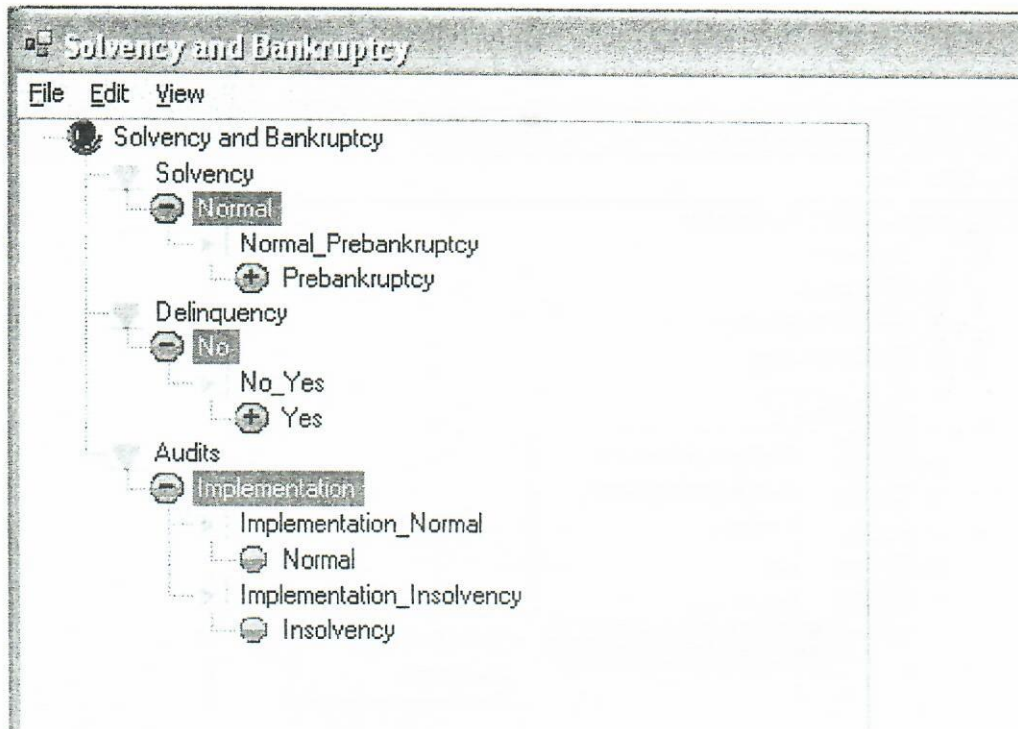 Solvency and Bankruptcy
File Edit View
Solvency and Bankruptcy
Solvency
Normal
Normal_Prebankruptcy
Prebankruptcy
Delinquency
No
No_Yes
Yes
Audits
Implementation
Implementation_Normal
Normal
Implementation_Insolvency
Insolvency